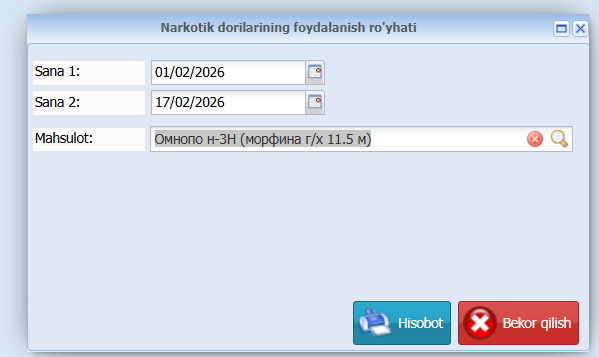 Narkotik dorilarining foydalanish ro'yhati
Sana 1: 01/02/2026
Sana 2: 17/02/2026
Mahsulot: Омнопо н-ЗН (морфина г/х 11.5 м)
Hisobot Bekor qilish